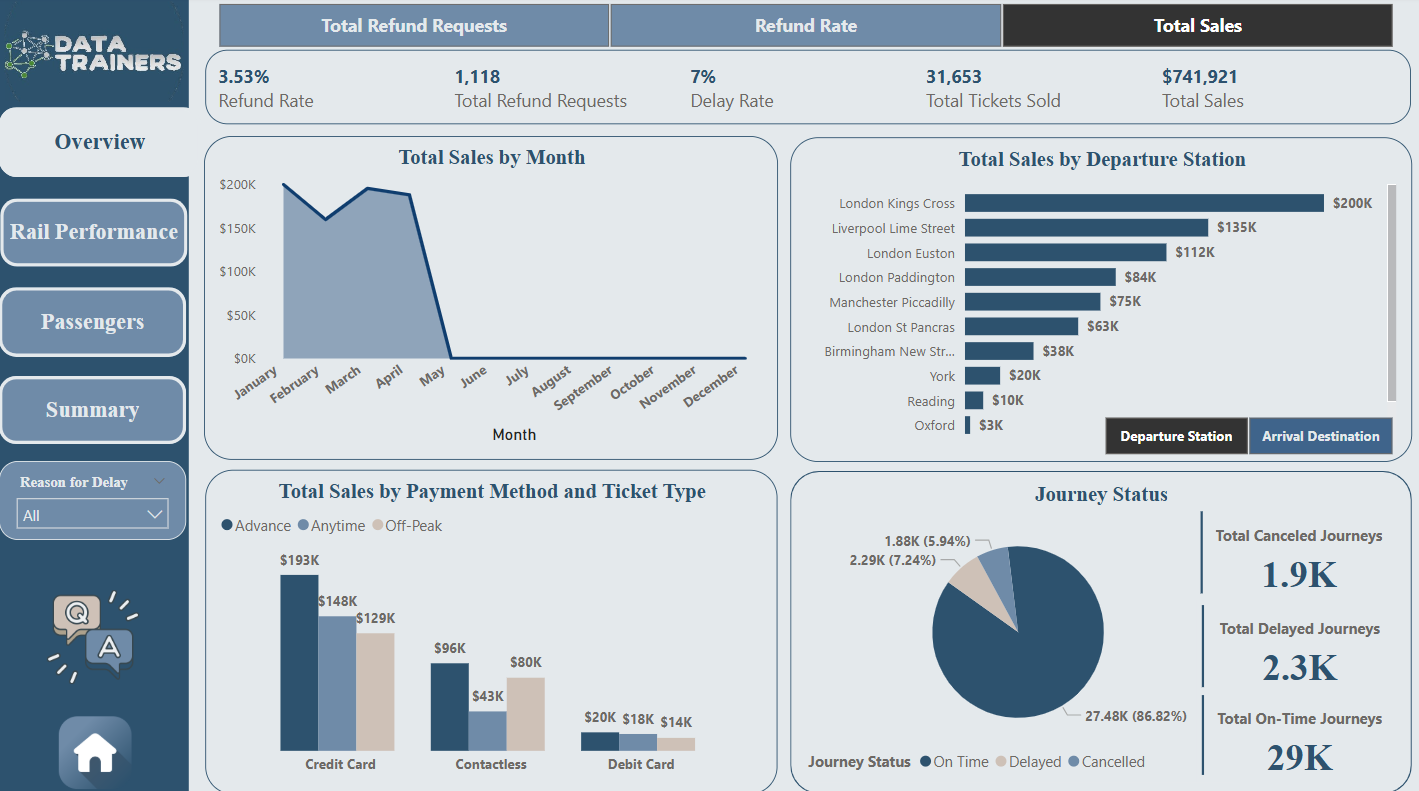 DATA
TRAINERS
Overview
Rail Performance
Passengers
Summary
Reason for Delay
All
Q
A
Total Refund Requests
Refund Rate
Total Sales
3.53%
Refund Rate
1,118
Total Refund Requests
7%
Delay Rate
31,653
Total Tickets Sold
$741,921
Total Sales
Total Sales by Month
$200K
$150K
$100K
$50K
$0K
January
February
March
April
May
June
July
August
September
October
November
December
Month
Total Sales by Departure Station
London Kings Cross $200K
Liverpool Lime Street $135K
London Euston $112K
London Paddington $84K
Manchester Piccadilly $75K
London St Pancras $63K
Birmingham New Str... $38K
York $20K
Reading $10K
Oxford $3K
Departure Station
Arrival Destination
Total Sales by Payment Method and Ticket Type
Advance Anytime Off-Peak
$193K
$148K
$129K
Credit Card
$96K
$43K
$80K
Contactless
$20K
$18K
$14K
Debit Card
Journey Status
1.88K (5.94%)
2.29K (7.24%)
27.48K (86.82%)
Journey Status On Time Delayed Cancelled
Total Canceled Journeys
1.9K
Total Delayed Journeys
2.3K
Total On-Time Journeys
29K